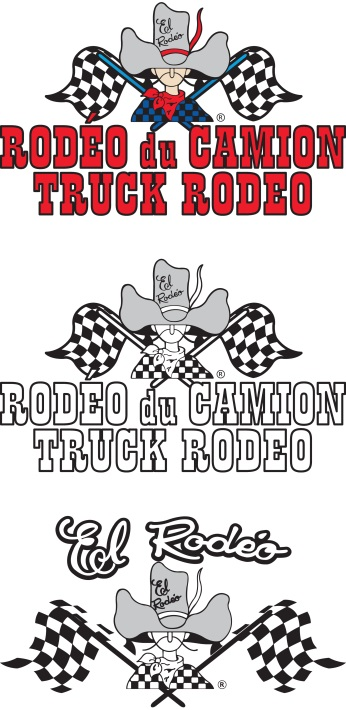 El
Rodéo
®
RODÉO du CAMION
TRUCK RODEO
El
Rodéo
®
RODÉO du CAMION
TRUCK RODEO
El Rodéo
El
Rodéo
®